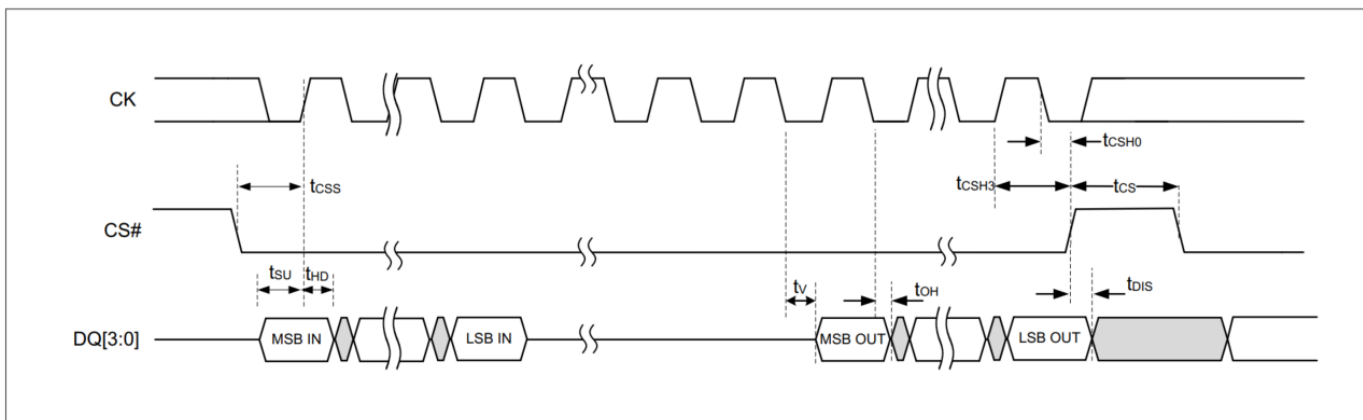 CK
tCSH0
tCSS
tCSH3
tCS
CS#
tSU
tHD
tV
tOH
tDIS
DQ[3:0]
MSB IN
LSB IN
MSB OUT
LSB OUT